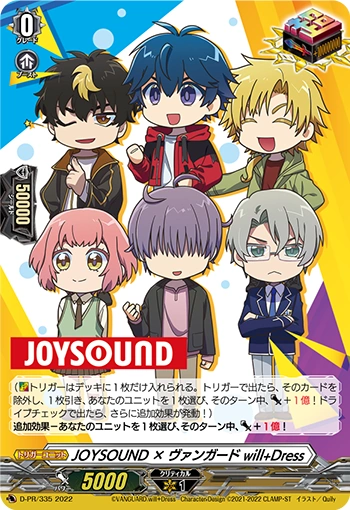 0
グレード
ブースト
50000
シールド
JOYSOUND
(トリガーはデッキに1枚だけ入れられる。トリガーで出たら、そのカードを
除外し、1枚引き、あなたのユニットを1枚選び、そのターン中、+1億!ドラ
イブチェックで出たら、さらに追加効果が発動!)
追加効果-あなたのユニットを1枚選び、そのターン中、+1億!
トリガーユニット
JOYSOUND × ヴァンガード will+Dress
パワー 5000
クリティカル
1
D-PR/335 2022
©VANGUARD will+Dress Character Design ©2021-2022 CLAMP・ST イラスト/ Quily